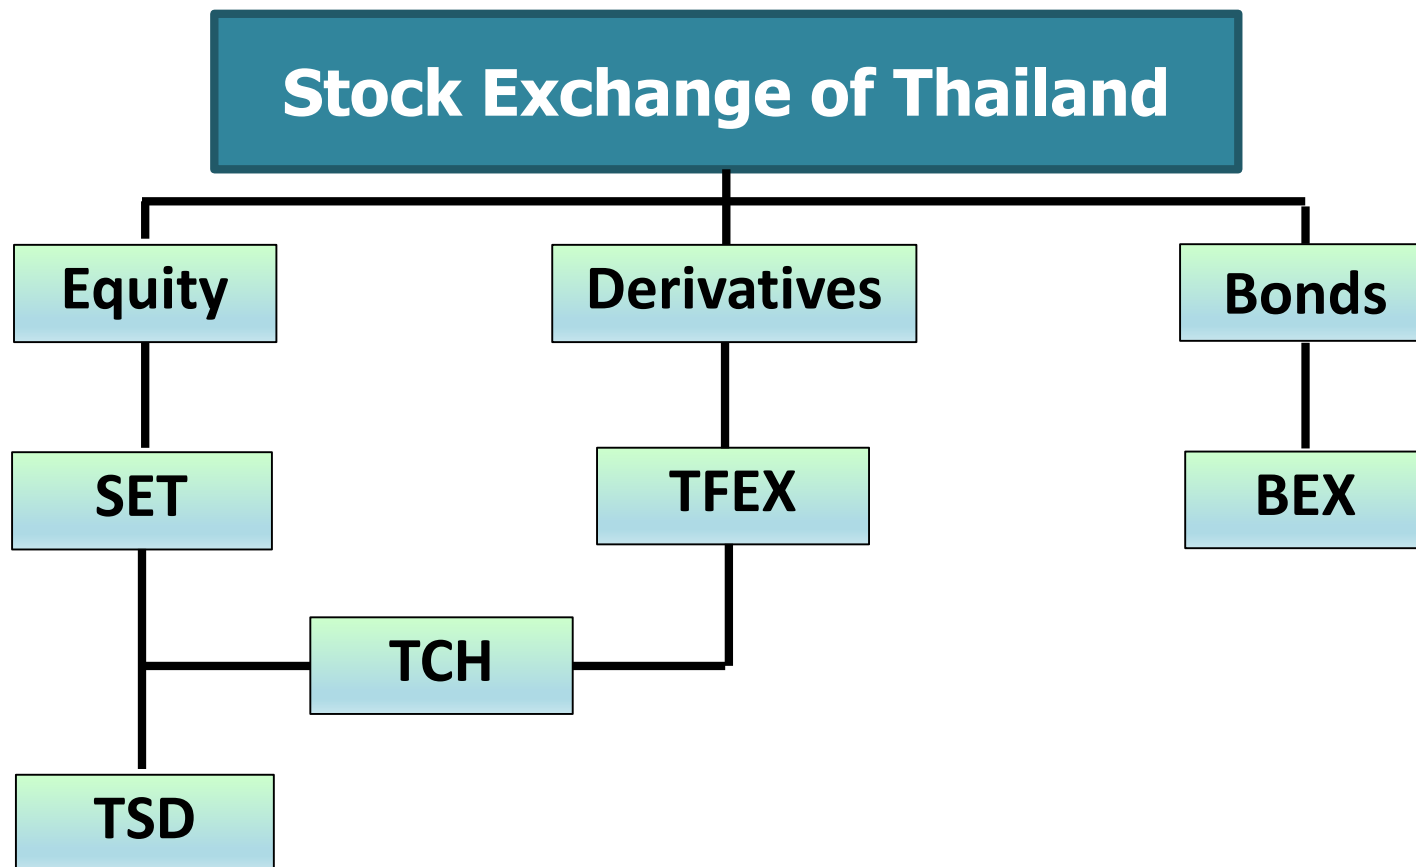 Stock Exchange of Thailand
Equity
Derivatives
Bonds
SET
TFEX
BEX
TCH
TSD